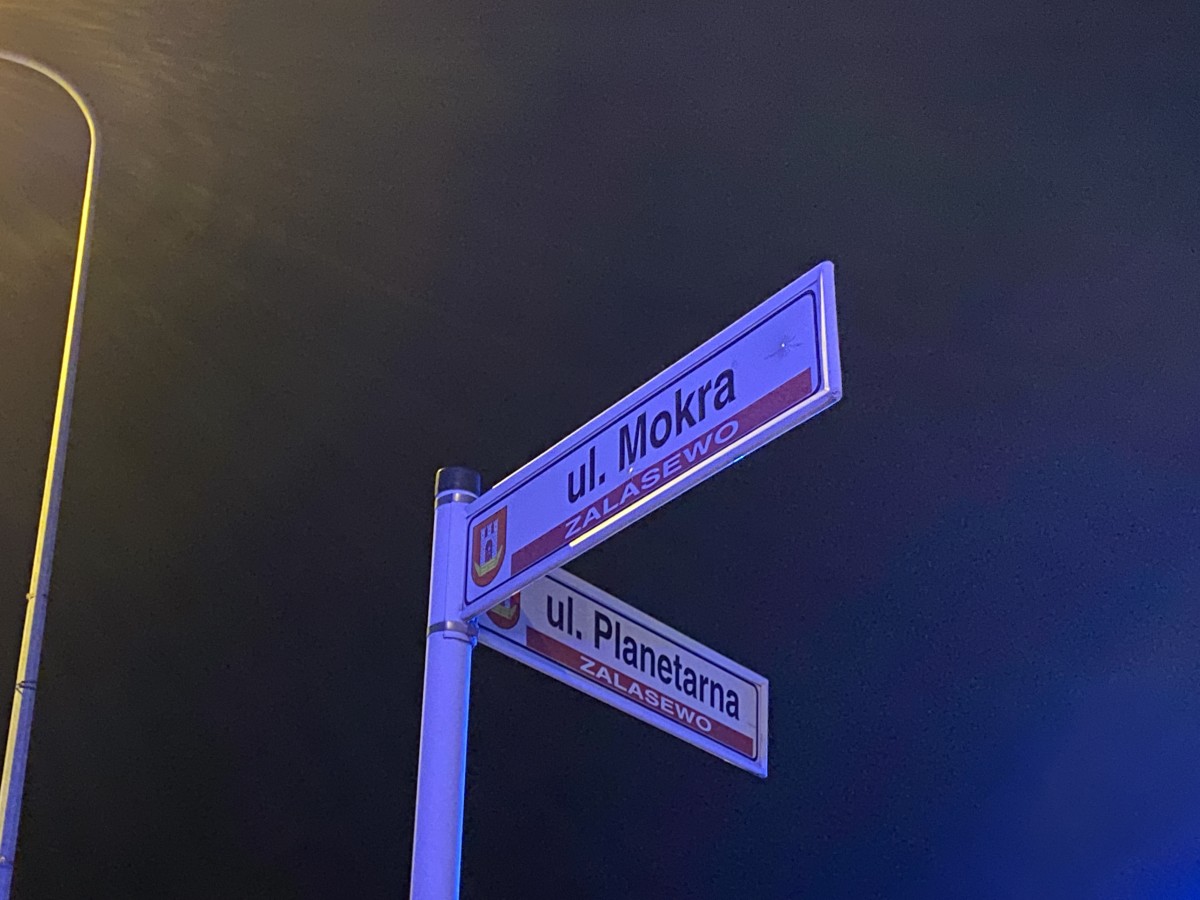 ul. Mokra
ZALASEWO
ul. Planetarna
ZALASEWO